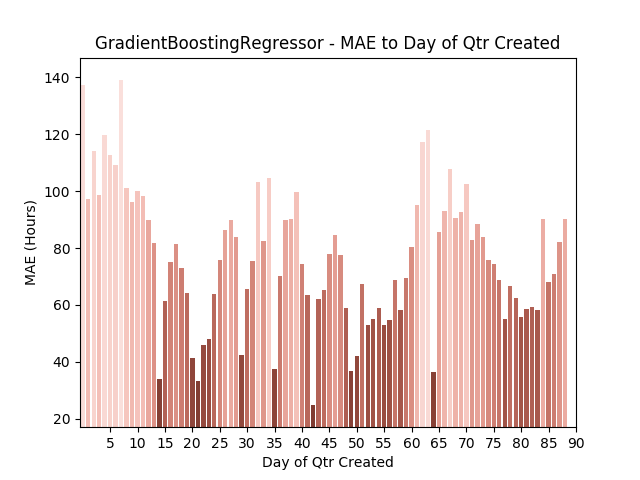 GradientBoostingRegressor - MAE to Day of Qtr Created
140
120
100
80
60
40
20
MAE (Hours)
5 10 15 20 25 30 35 40 45 50 55 60 65 70 75 80 85 90
Day of Qtr Created